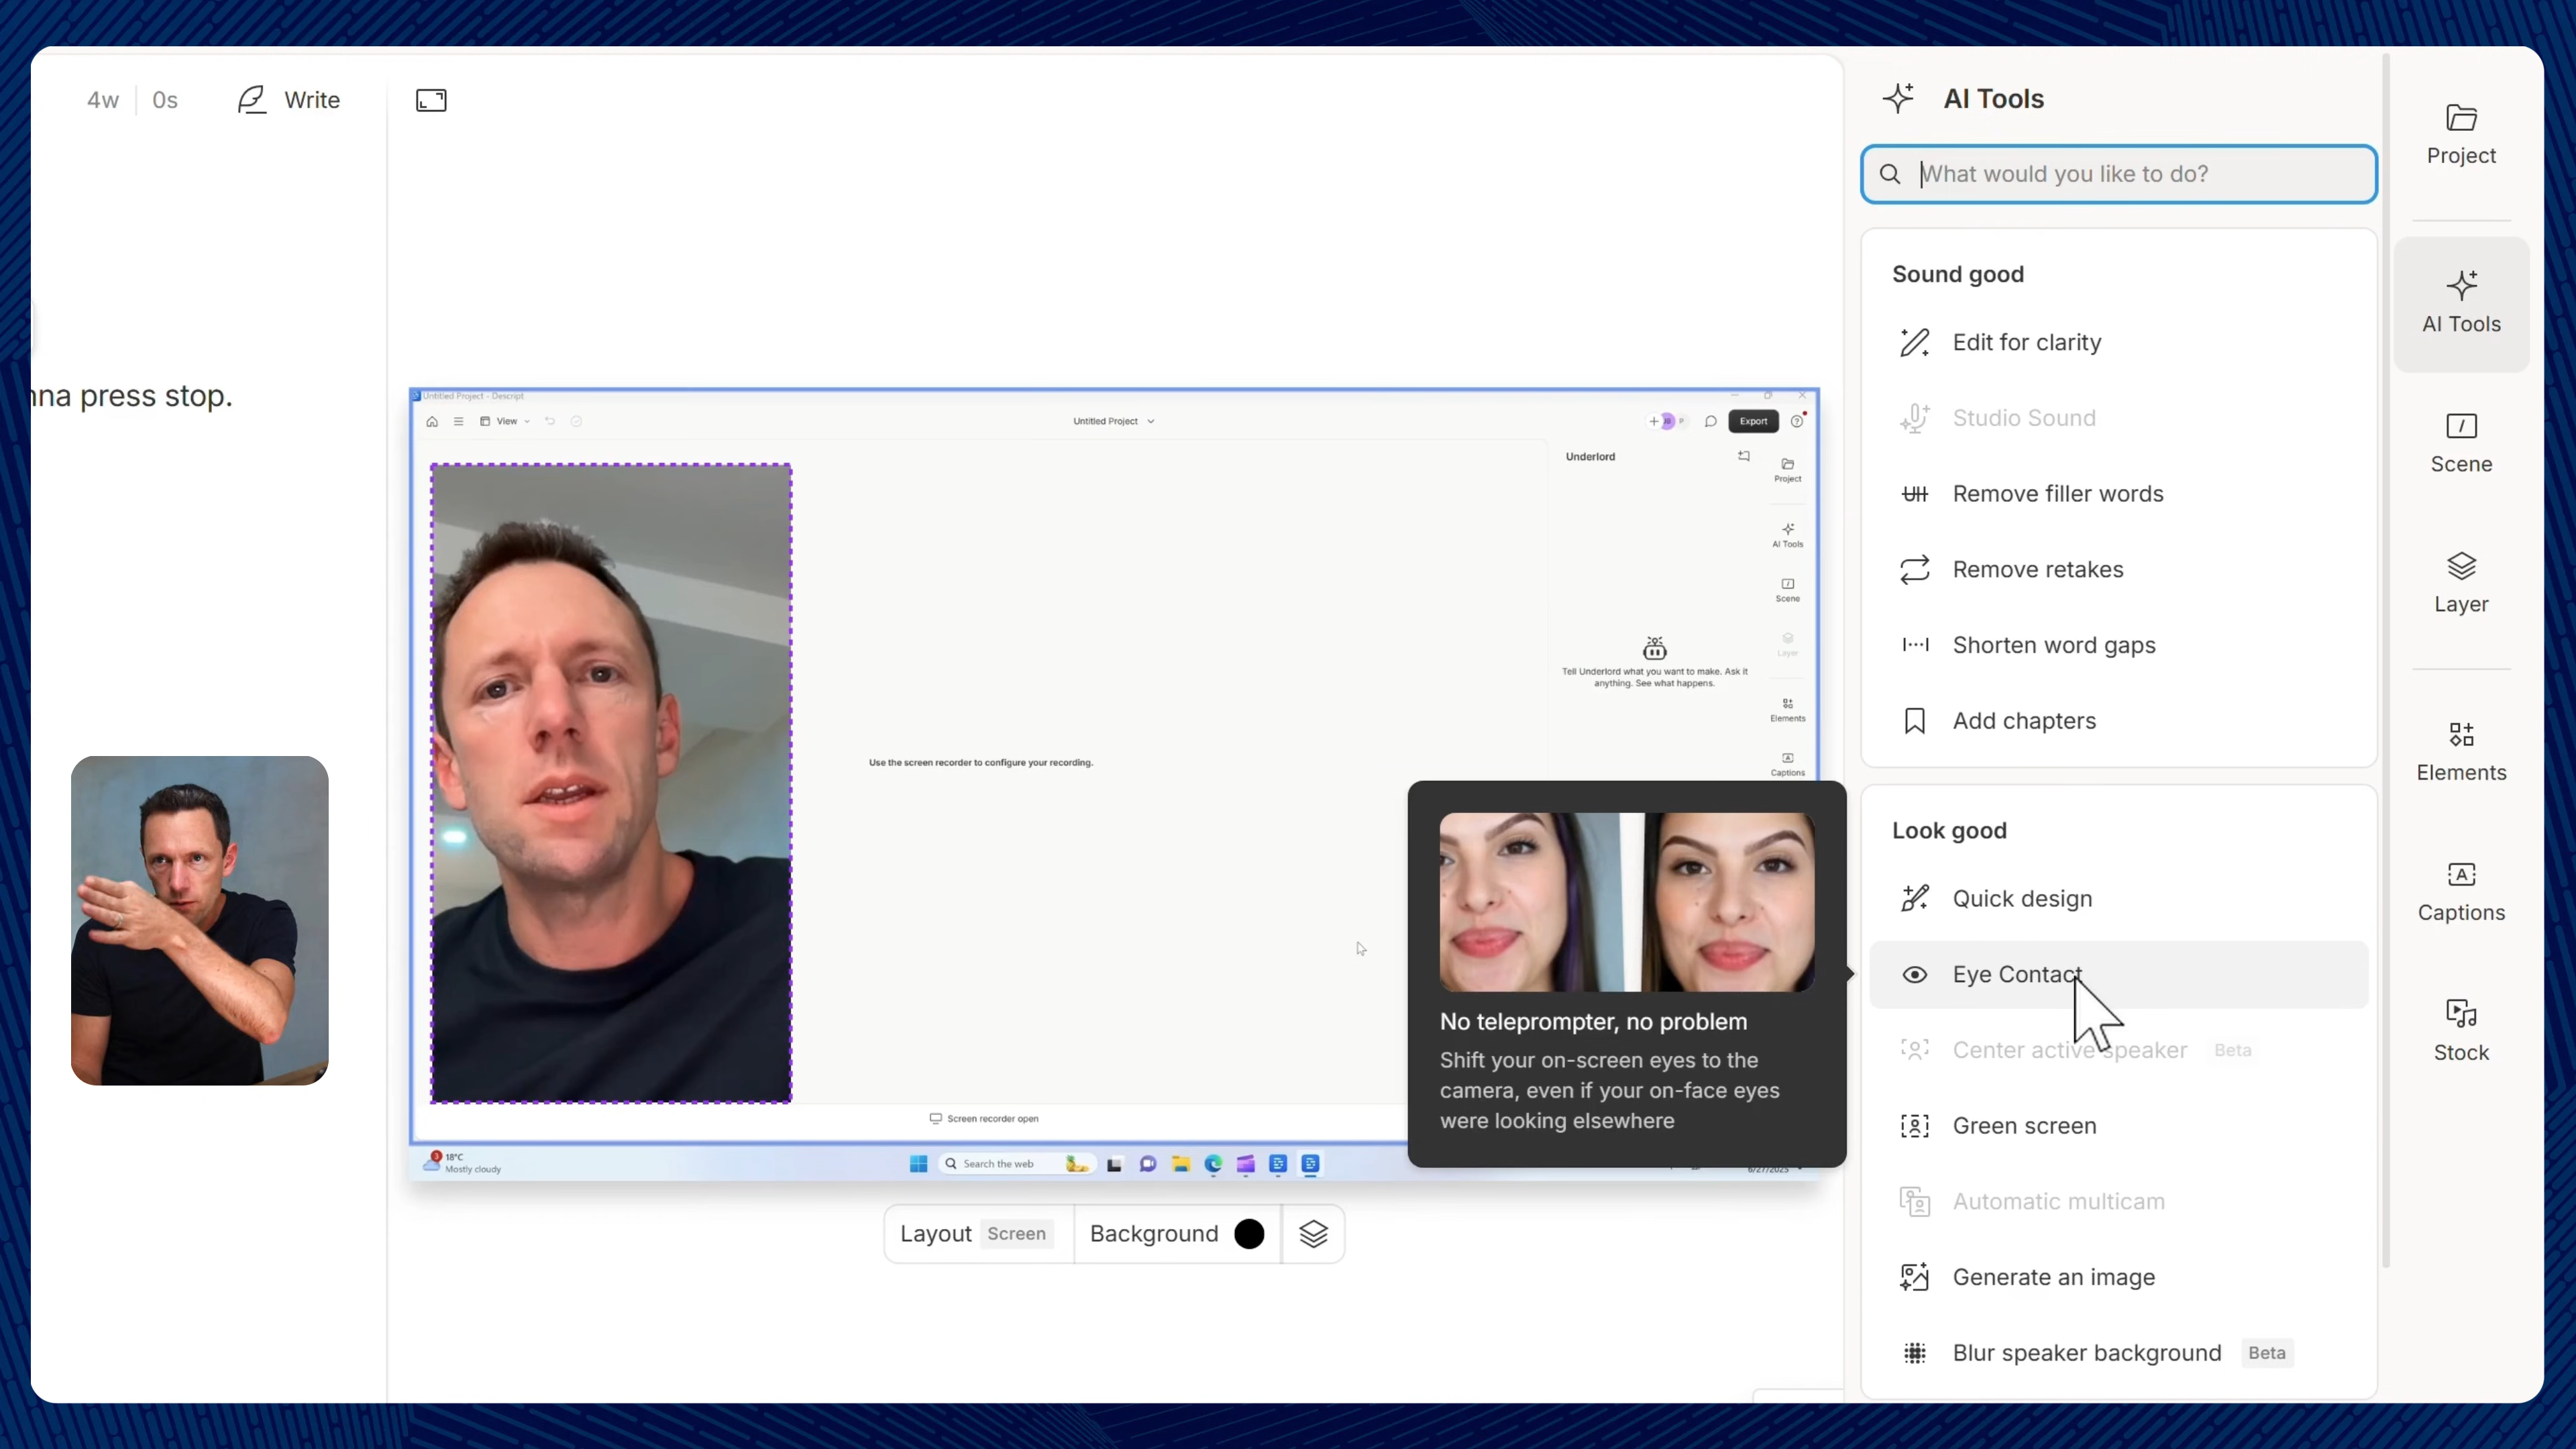 4w 0s Write
nna press stop.
Untitled Project - Descript
View
Untitled Project
Export
Underlord
Project
AI Tools
Scene
Layer
Tell Underlord what you want to make. Ask it
anything. See what happens.
Elements
Captions
Use the screen recorder to configure your recording.
Screen recorder open
3 18°C
Mostly cloudy
Search the web
6/27/2025
Layout Screen Background
No teleprompter, no problem
Shift your on-screen eyes to the
camera, even if your on-face eyes
were looking elsewhere
AI Tools
What would you like to do?
Sound good
Edit for clarity
Studio Sound
Remove filler words
Remove retakes
Shorten word gaps
Add chapters
Look good
Quick design
Eye Contact
Center active speaker Beta
Green screen
Automatic multicam
Generate an image
Blur speaker background Beta
Project
AI Tools
Scene
Layer
Elements
Captions
Stock